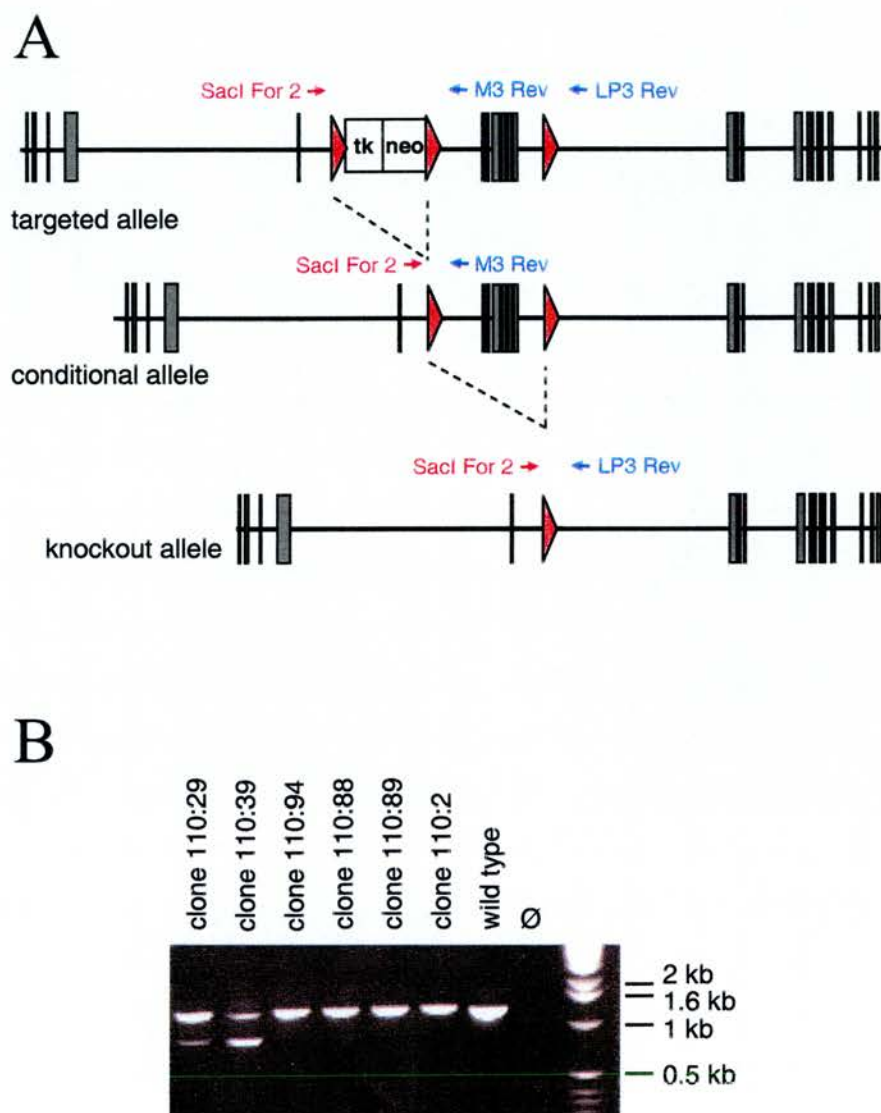 A
SacI For 2
M3 Rev
LP3 Rev
tk
neo
targeted allele
SacI For 2
M3 Rev
conditional allele
SacI For 2
LP3 Rev
knockout allele
B
clone 110:29
clone 110:39
clone 110:94
clone 110:88
clone 110:89
clone 110:2
wild type
Ø
2 kb
1.6 kb
1 kb
0.5 kb